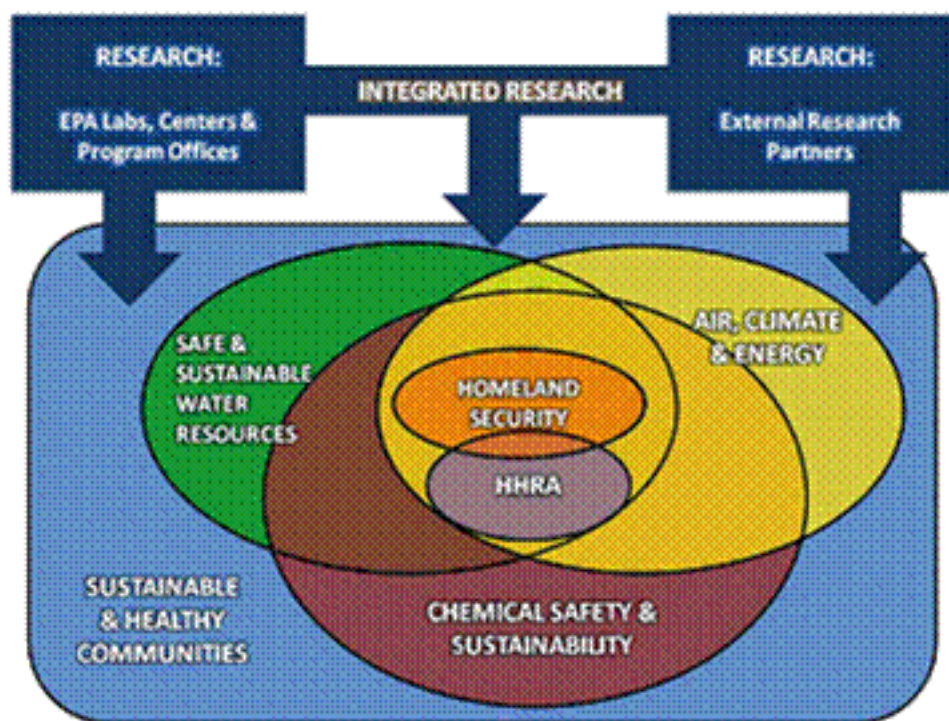 RESEARCH:
EPA Labs, Centers &
Program Offices
INTEGRATED RESEARCH
RESEARCH:
External Research
Partners
SAFE &
SUSTAINABLE
WATER
RESOURCES
AIR, CLIMATE
& ENERGY
HOMELAND
SECURITY
HHRA
SUSTAINABLE
& HEALTHY
COMMUNITIES
CHEMICAL SAFETY &
SUSTAINABILITY